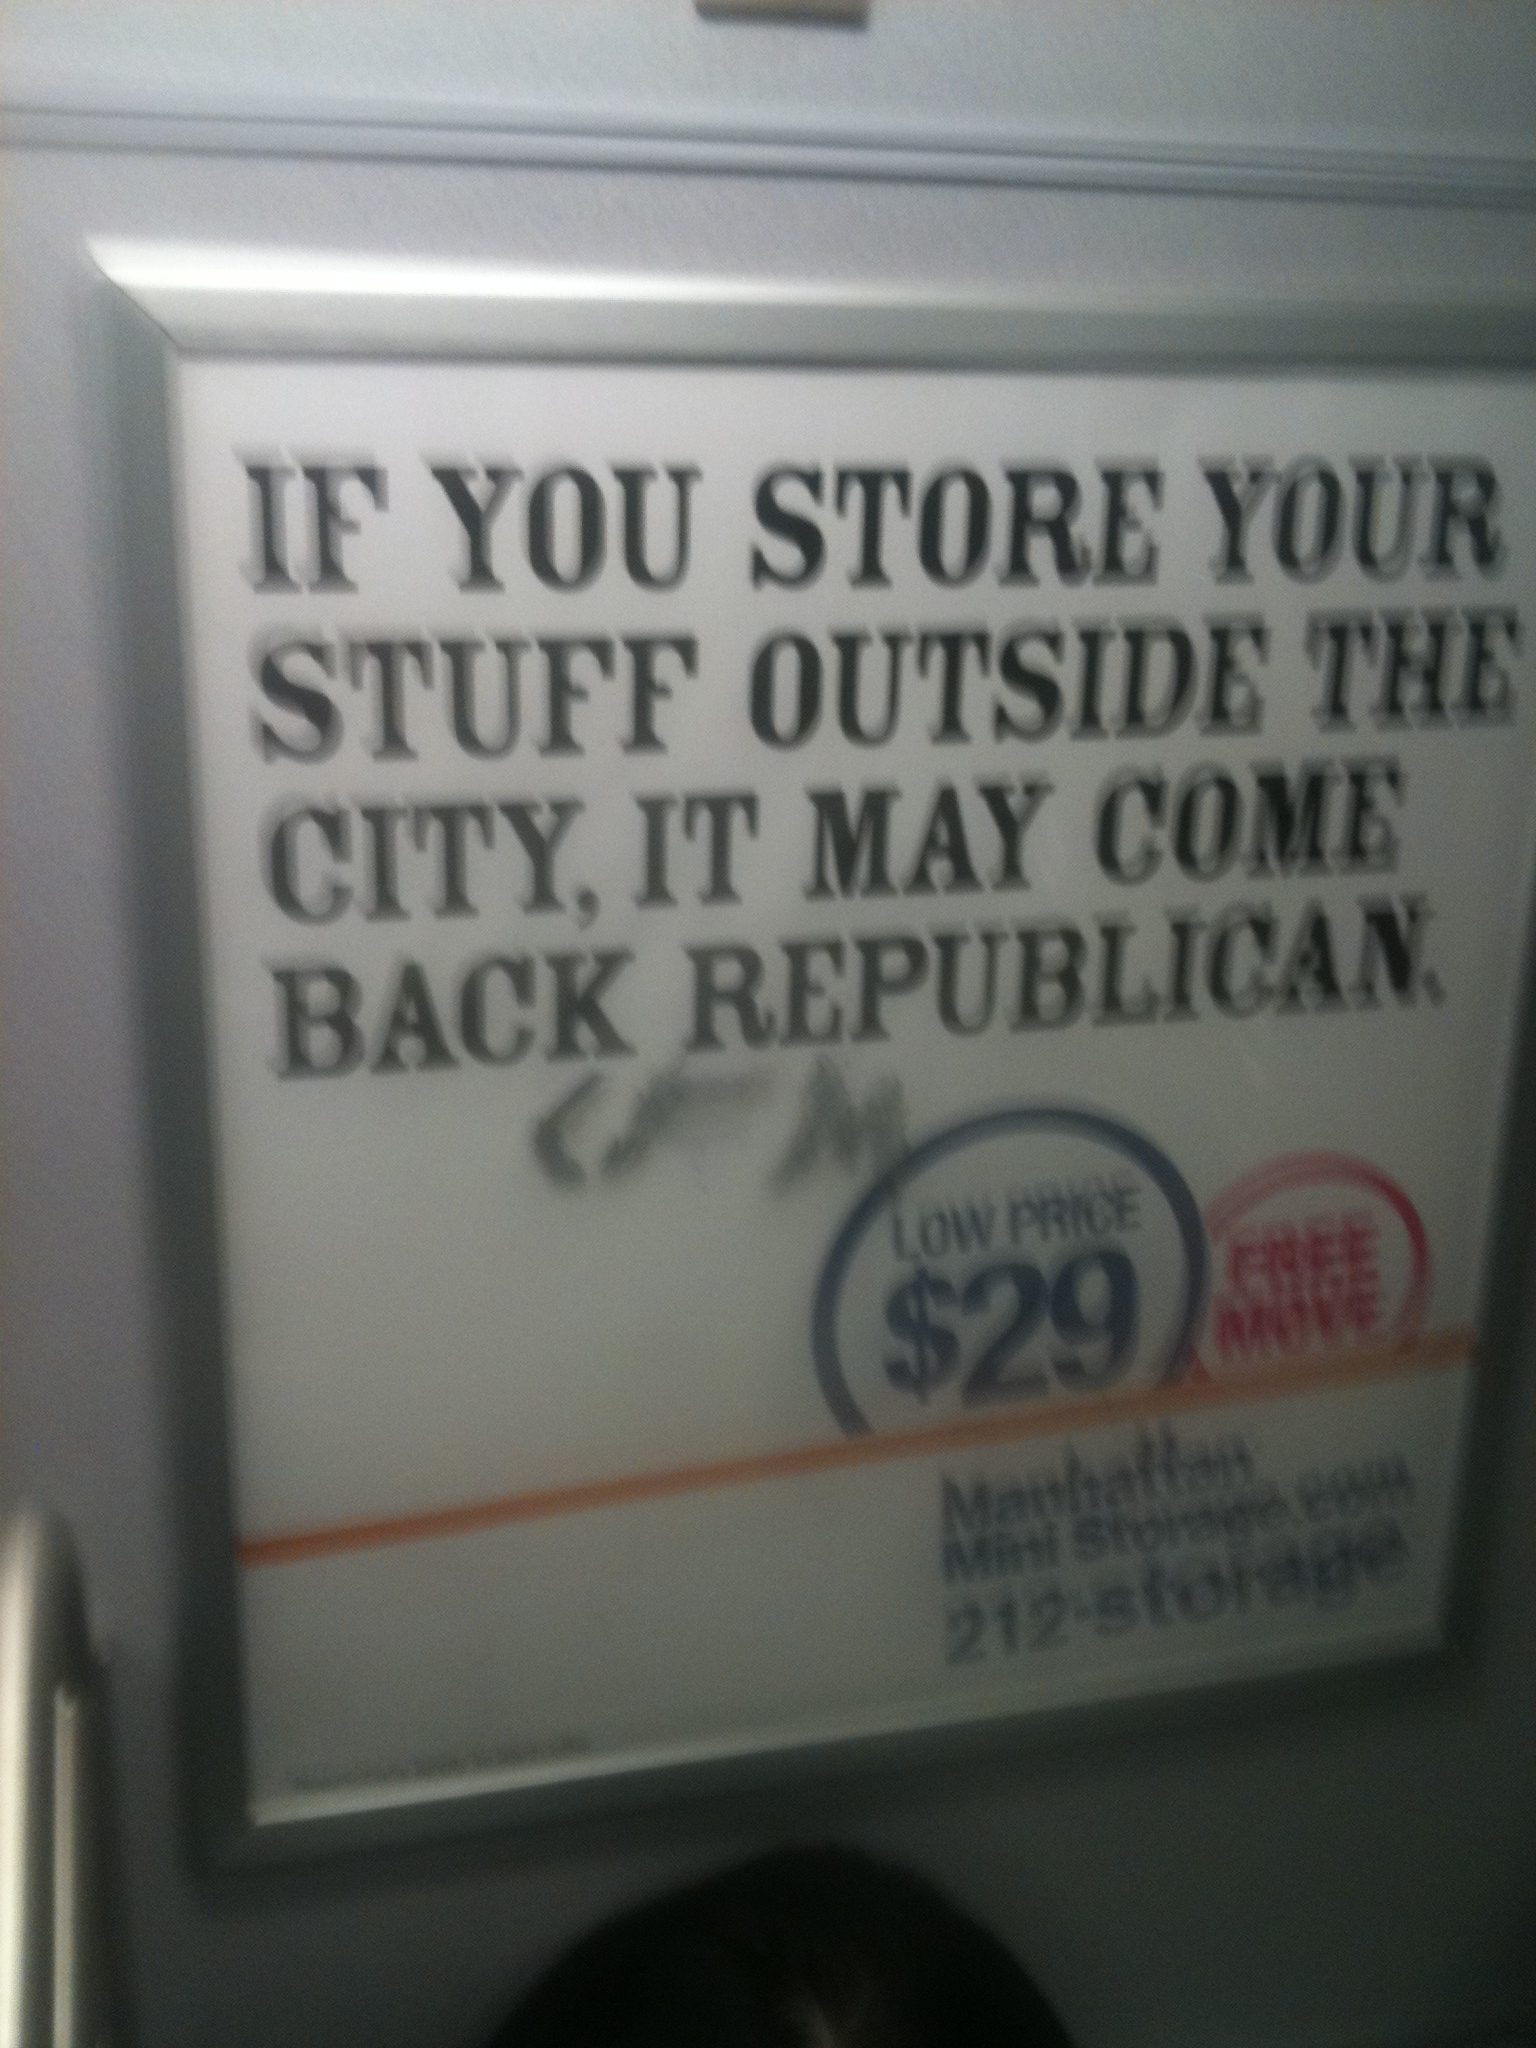 IF YOU STORE YOUR
STUFF OUTSIDE THE
CITY, IT MAY COME
BACK REPUBLICAN.
LOW PRICE
$29
FREE
MOVE
Manhattan
Mini Storage.com
212-storage